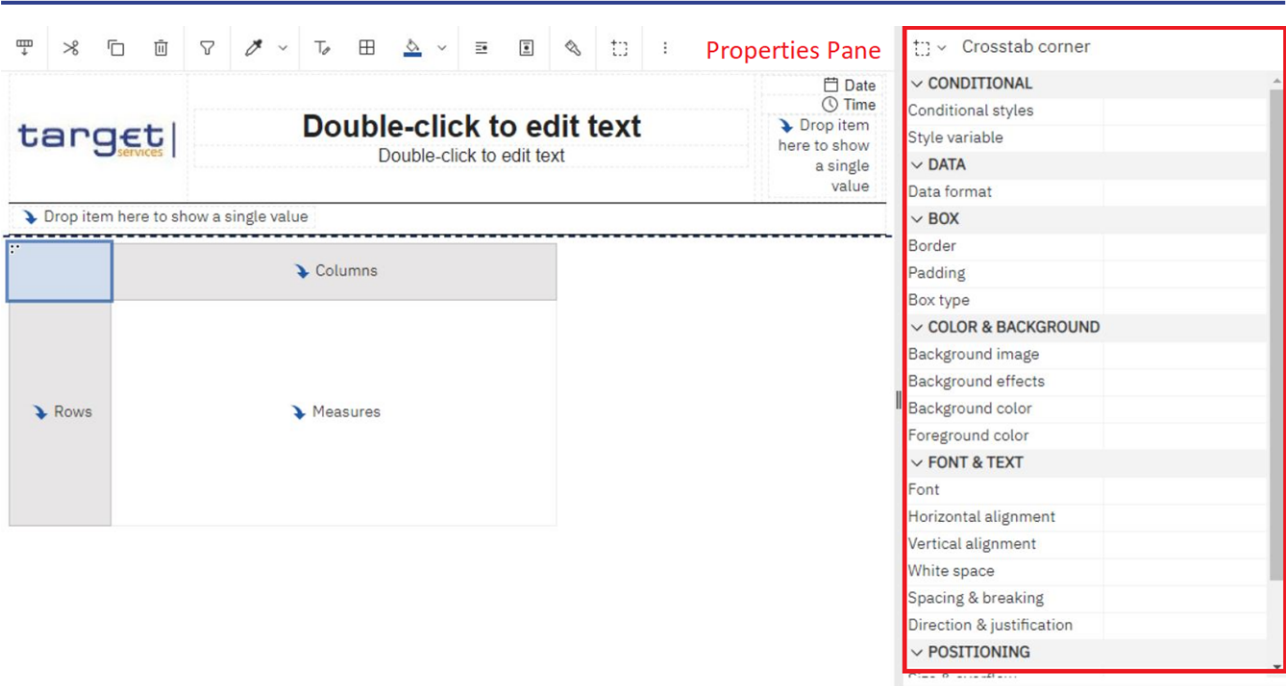 Properties Pane
Crosstab corner
target|
services
Double-click to edit text
Double-click to edit text
Date
Time
Drop item
here to show
a single
value
Drop item here to show a single value
Columns
Rows
Measures
CONDITIONAL
Conditional styles
Style variable
DATA
Data format
BOX
Border
Padding
Box type
COLOR & BACKGROUND
Background image
Background effects
Background color
Foreground color
FONT & TEXT
Font
Horizontal alignment
Vertical alignment
White space
Spacing & breaking
Direction & justification
POSITIONING
Size & overflow